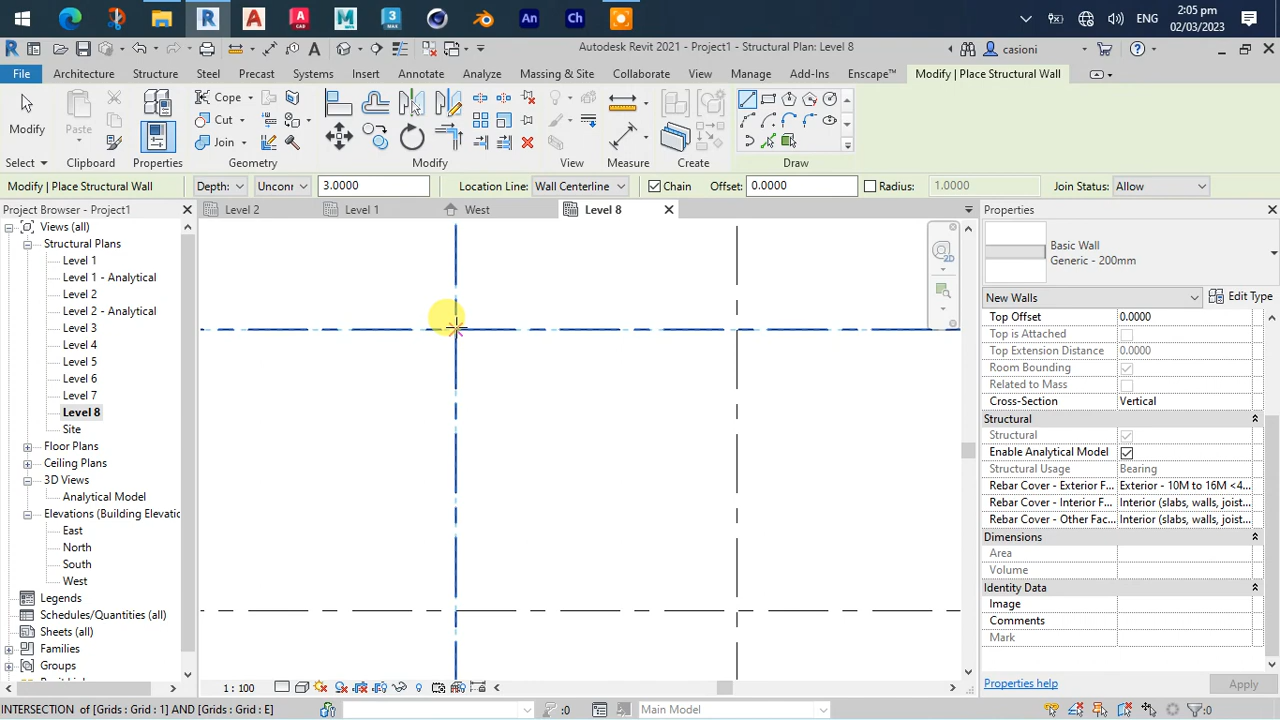 2:05 pm
ENG
02/03/2023
Autodesk Revit 2021 - Project1 - Structural Plan: Level 8
casioni
File
Architecture
Structure
Steel
Precast
Systems
Insert
Annotate
Analyze
Massing & Site
Collaborate
View
Manage
Add-Ins
Enscape™
Modify | Place Structural Wall
Modify
Paste
Cope
Cut
Join
Select
Properties
Clipboard
Geometry
Modify
View
Measure
Create
Draw
Modify | Place Structural Wall
Depth:
Unconr
3.0000
Location Line:
Wall Centerline
Chain
Offset:
0.0000
Radius:
1.0000
Join Status:
Allow
Project Browser - Project1
Level 2
Level 1
West
Level 8
Properties
Views (all)
Structural Plans
Level 1
Level 1 - Analytical
Level 2
Level 2 - Analytical
Level 3
Level 4
Level 5
Level 6
Level 7
Level 8
Site
Floor Plans
Ceiling Plans
3D Views
Analytical Model
Elevations (Building Elevatic
East
North
South
West
Legends
Schedules/Quantities (all)
Sheets (all)
Families
Groups
2D
Basic Wall
Generic - 200mm
New Walls
Edit Type
Top Offset 0.0000
Top is Attached
Top Extension Distance 0.0000
Room Bounding
Related to Mass
Cross-Section Vertical
Structural
Structural
Enable Analytical Model
Structural Usage Bearing
Rebar Cover - Exterior F... Exterior - 10M to 16M <4...
Rebar Cover - Interior F... Interior (slabs, walls, joist...
Rebar Cover - Other Fac... Interior (slabs, walls, joist...
Dimensions
Area
Volume
Identity Data
Image
Comments
Mark
Properties help
Apply
1 : 100
INTERSECTION of [Grids : Grid : 1] AND [Grids : Grid : E]
:0
Main Model
:0